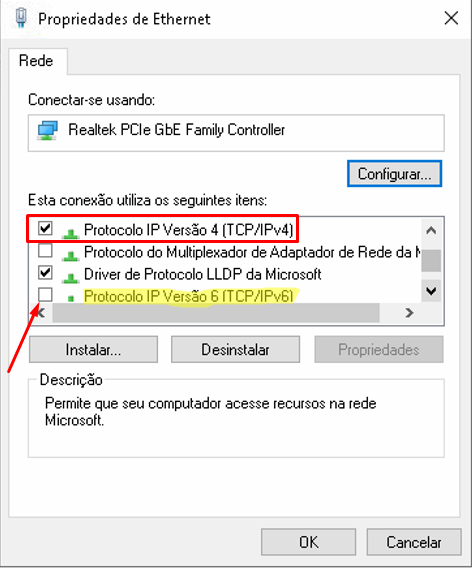 Propriedades de Ethernet
Rede
Conectar-se usando:
Realtek PCIe GbE Family Controller
Configurar...
Esta conexão utiliza os seguintes itens:
Protocolo IP Versão 4 (TCP/IPv4)
Protocolo do Multiplexador de Adaptador de Rede da
Driver de Protocolo LLDP da Microsoft
Protocolo IP Versão 6 (TCP/IPv6)
Instalar...
Desinstalar
Propriedades
Descrição
Permite que seu computador acesse recursos na rede
Microsoft.
OK
Cancelar